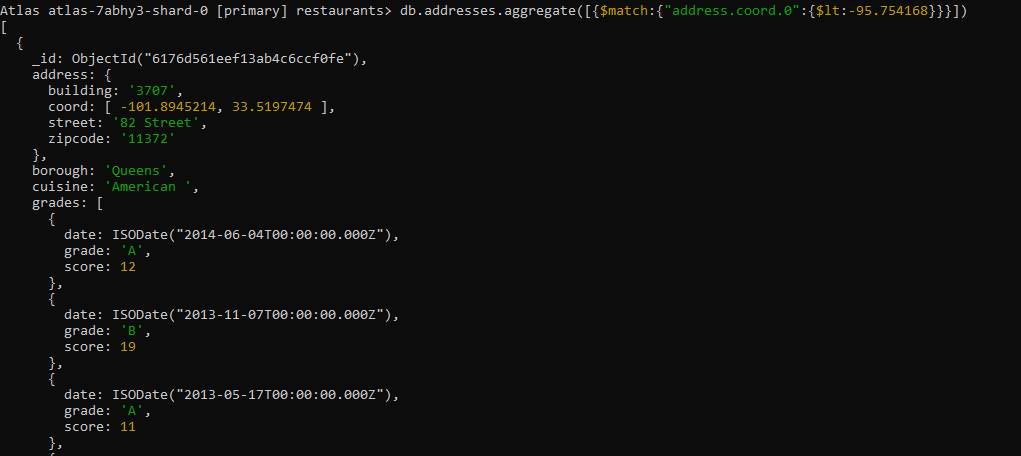 Atlas atlas-7abhy3-shard-0 [primary] restaurants> db.addresses.aggregate([{$match:{"address.coord.0":{$lt:-95.754168}}}])
[
  {
    _id: ObjectId("6176d561eef13ab4c6ccf0fe"),
    address: {
      building: '3707',
      coord: [ -101.8945214, 33.5197474 ],
      street: '82 Street',
      zipcode: '11372'
    },
    borough: 'Queens',
    cuisine: 'American ',
    grades: [
      {
        date: ISODate("2014-06-04T00:00:00.000Z"),
        grade: 'A',
        score: 12
      },
      {
        date: ISODate("2013-11-07T00:00:00.000Z"),
        grade: 'B',
        score: 19
      },
      {
        date: ISODate("2013-05-17T00:00:00.000Z"),
        grade: 'A',
        score: 11
      },
      {